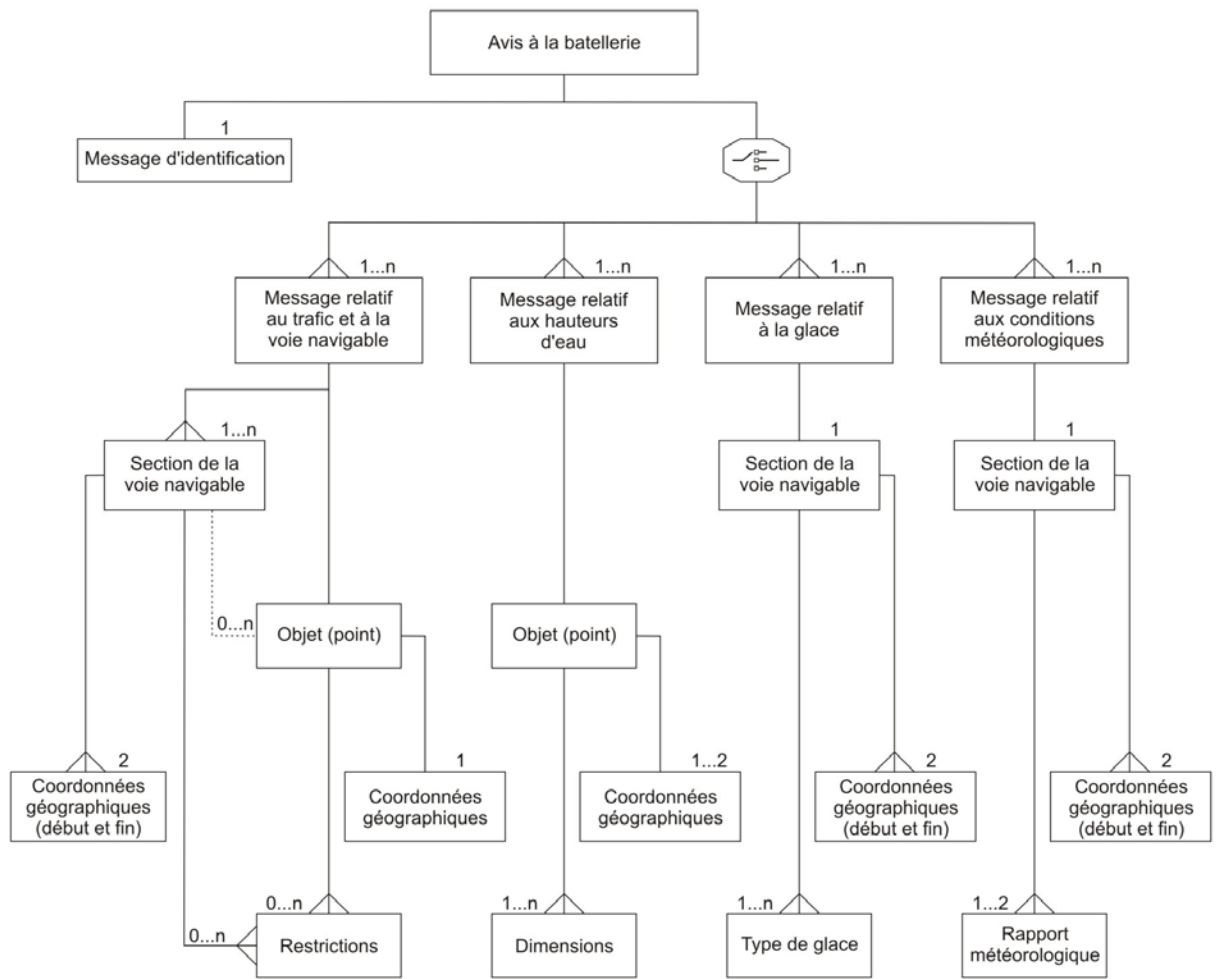 Avis à la batellerie
1
Message d'identification
1...n
Message relatif
au trafic et à la
voie navigable
1...n
Message relatif
aux hauteurs
d'eau
1...n
Message relatif
à la glace
1...n
Message relatif
aux conditions
météorologiques
1...n
Section de la
voie navigable
1
Section de la
voie navigable
1
Section de la
voie navigable
0...n
Objet (point)
Objet (point)
2
Coordonnées
géographiques
(début et fin)
1
Coordonnées
géographiques
1...2
Coordonnées
géographiques
2
Coordonnées
géographiques
(début et fin)
2
Coordonnées
géographiques
(début et fin)
0...n
0...n
Restrictions
1...n
Dimensions
1...n
Type de glace
1...2
Rapport
météorologique